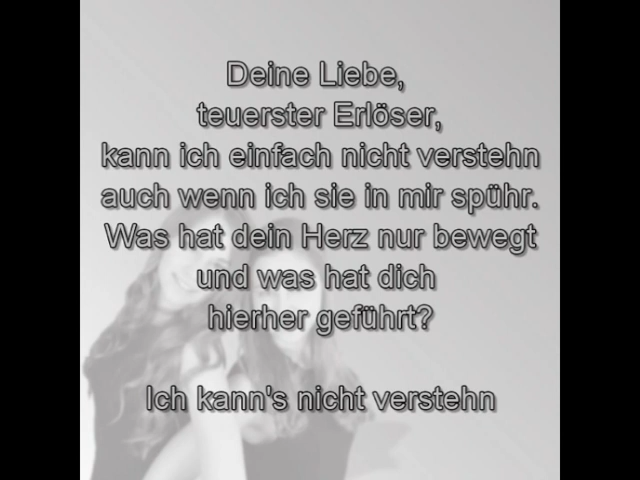 Deine Liebe,
teuerster Erlöser,
kann ich einfach nicht verstehn
auch wenn ich sie in mir spühr.
Was hat dein Herz nur bewegt
und was hat dich
hierher geführt?
Ich kann's nicht verstehn